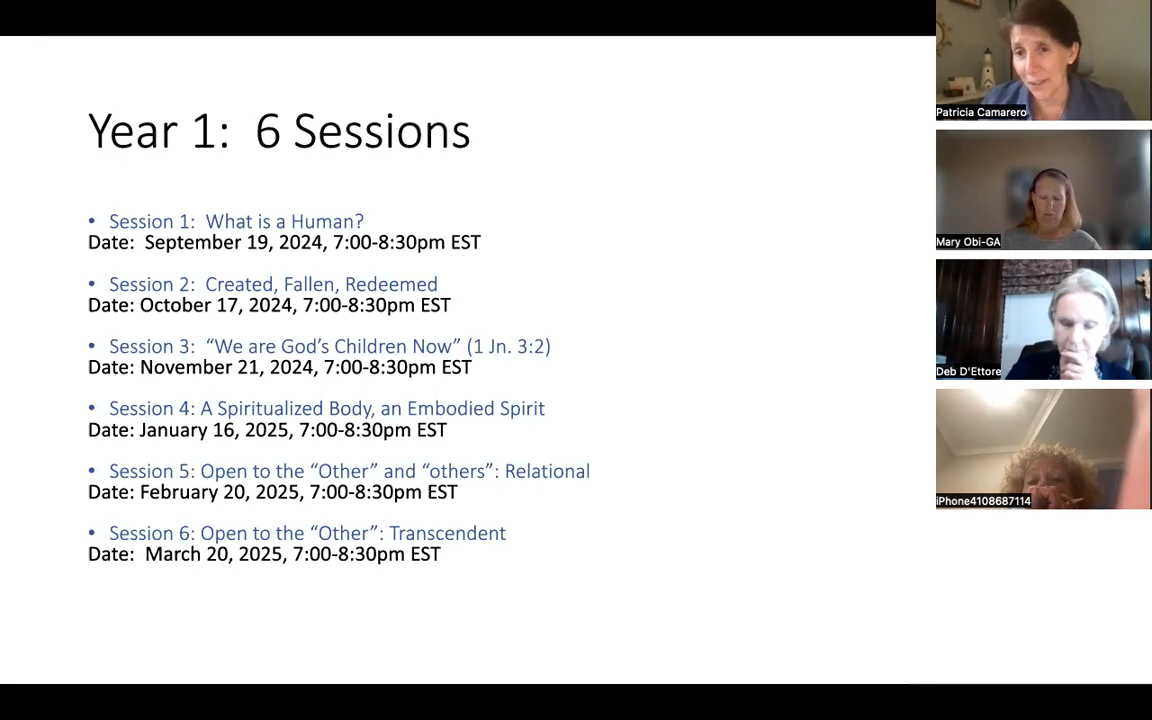 Year 1:  6 Sessions
• Session 1:  What is a Human?
Date:  September 19, 2024, 7:00-8:30pm EST
• Session 2:  Created, Fallen, Redeemed
Date: October 17, 2024, 7:00-8:30pm EST
• Session 3:  “We are God’s Children Now” (1 Jn. 3:2)
Date: November 21, 2024, 7:00-8:30pm EST
• Session 4: A Spiritualized Body, an Embodied Spirit
Date: January 16, 2025, 7:00-8:30pm EST
• Session 5: Open to the “Other” and “others”: Relational
Date: February 20, 2025, 7:00-8:30pm EST
• Session 6: Open to the “Other”: Transcendent
Date:  March 20, 2025, 7:00-8:30pm EST
Patricia Camarero
Mary Obi-GA
Deb D'Ettore
iPhone4108687114